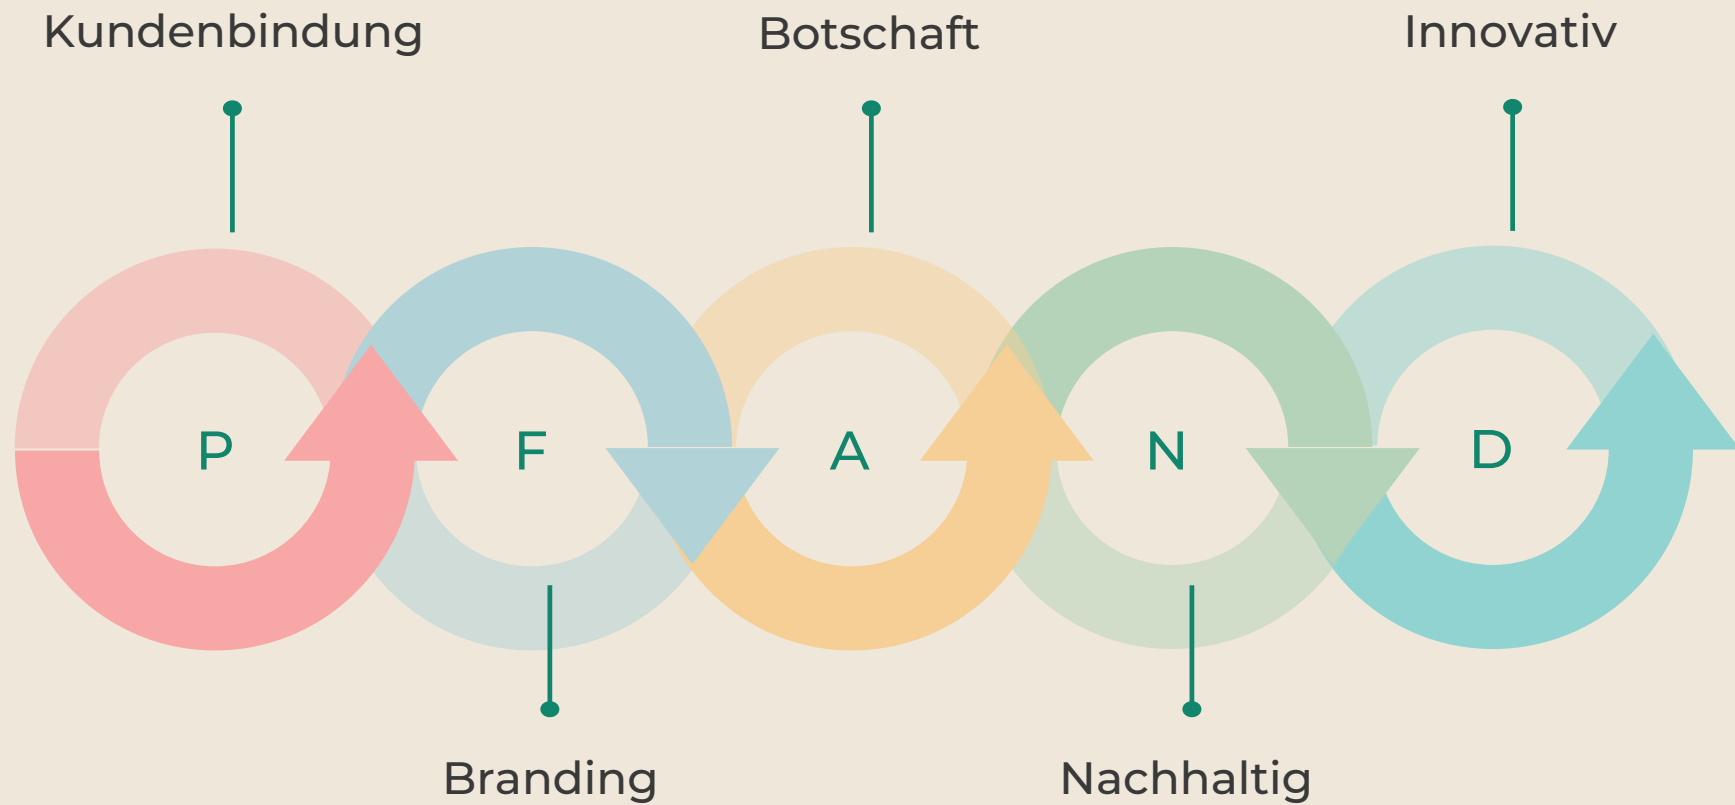 Kundenbindung
Botschaft
Innovativ
P
F
A
N
D
Branding
Nachhaltig